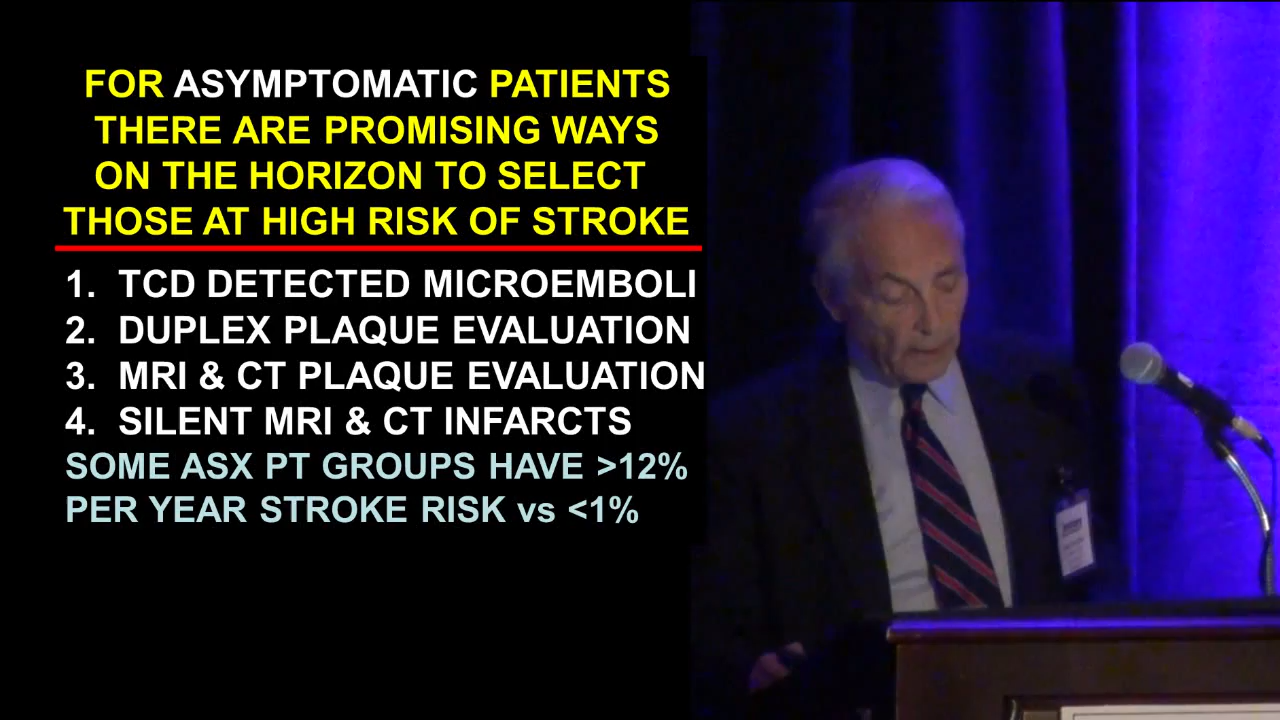 FOR ASYMPTOMATIC PATIENTS
THERE ARE PROMISING WAYS
ON THE HORIZON TO SELECT
THOSE AT HIGH RISK OF STROKE
1. TCD DETECTED MICROEMBOLI
2. DUPLEX PLAQUE EVALUATION
3. MRI & CT PLAQUE EVALUATION
4. SILENT MRI & CT INFARCTS
SOME ASX PT GROUPS HAVE >12%
PER YEAR STROKE RISK vs <1%